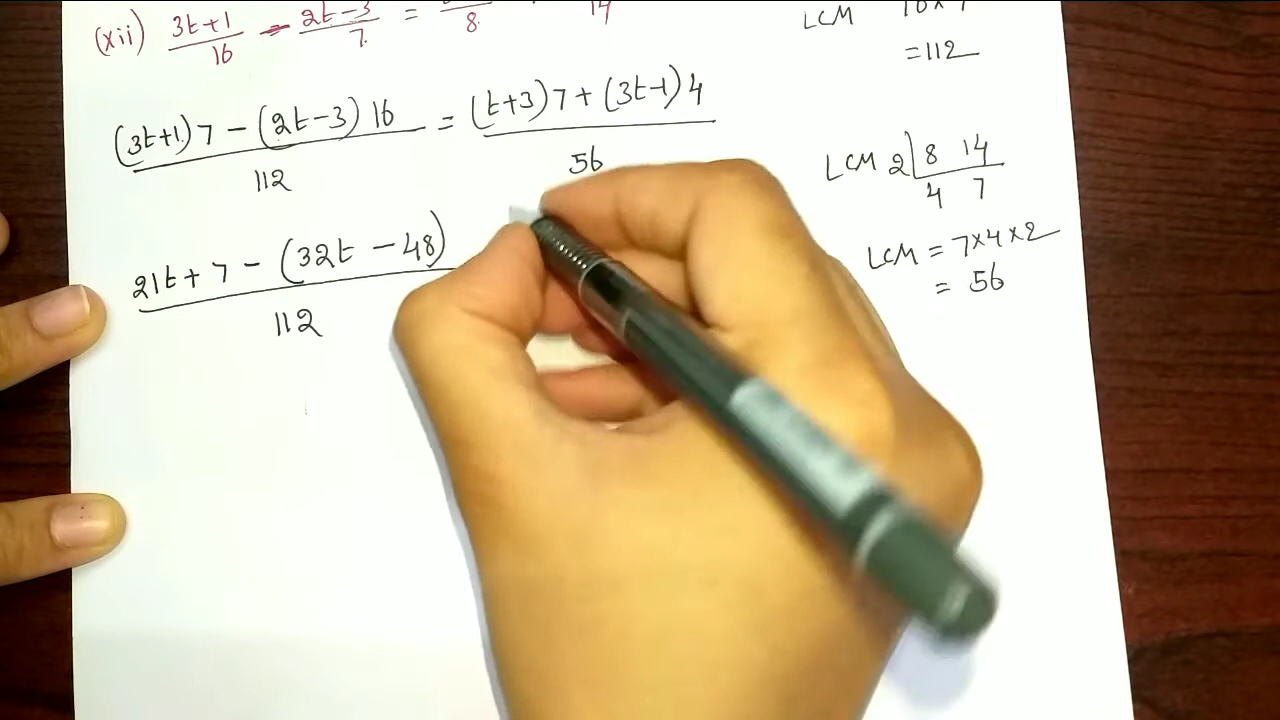 (xii) 3t+1/16 - 2t-3/7 = /8 14
(3t+1)7 - (2t-3)16/112 = (t+3)7 + (3t-1)4/56
21t + 7 - (32t - 48)/112
LCM
= 112
LCM 2 | 8 14
4 7
LCM = 7×4×2
= 56